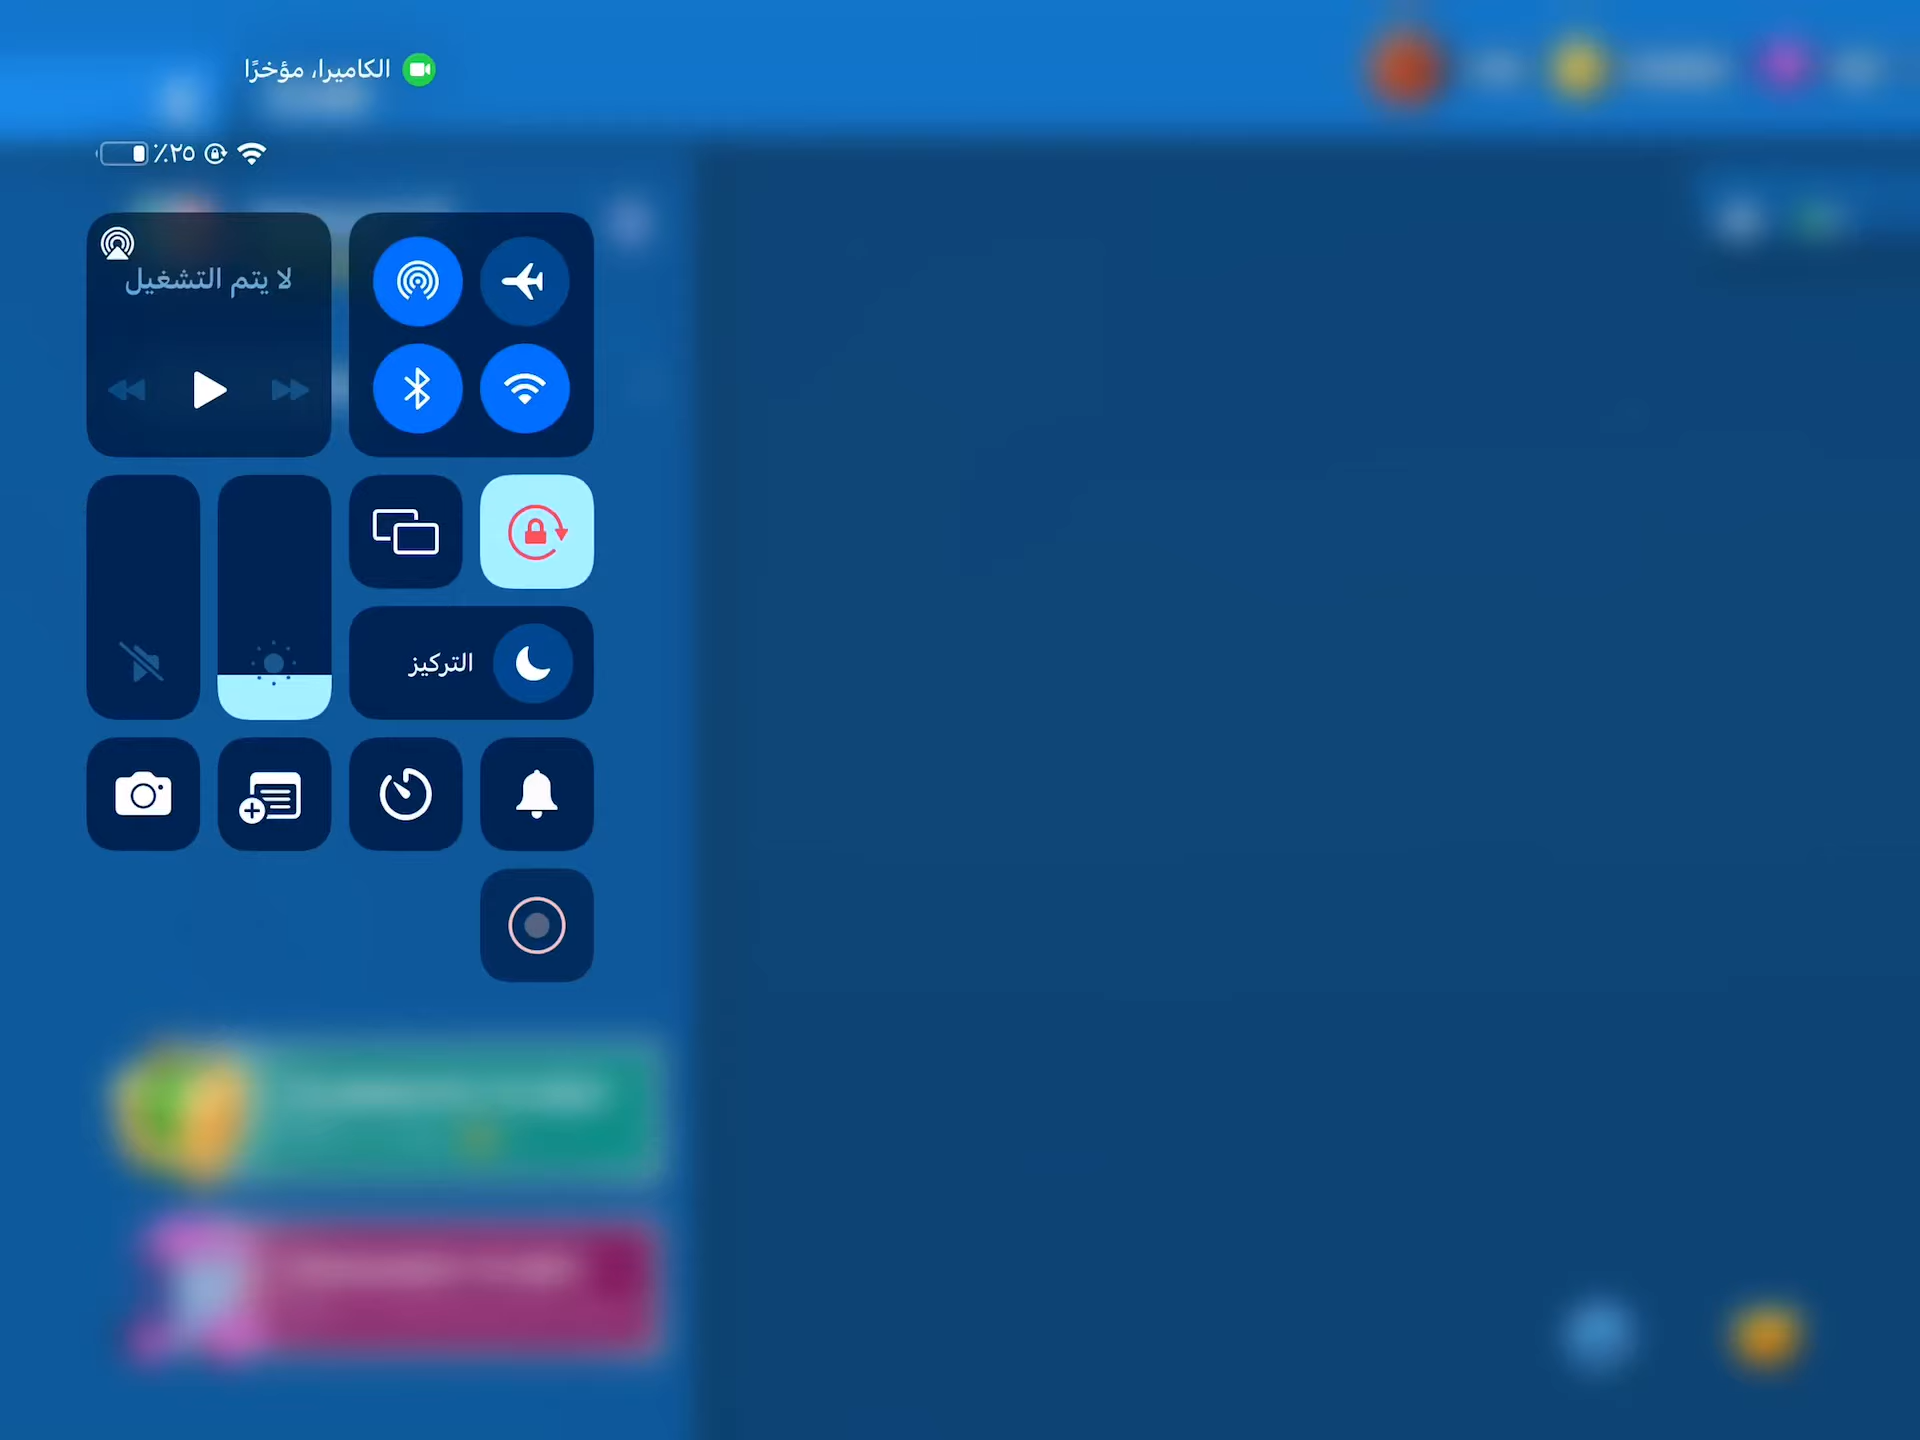 الكاميرا، مؤخرًا
٪٢٥
لا يتم التشغيل
التركيز